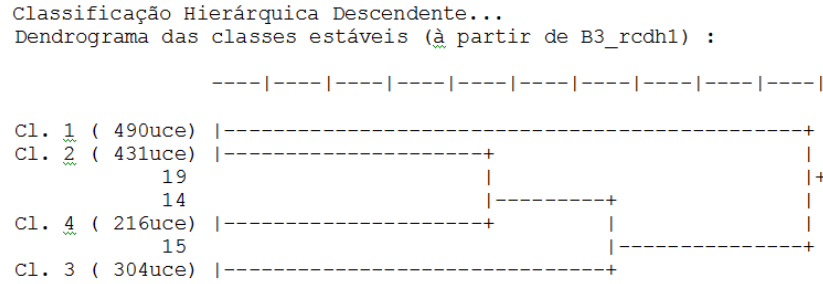 Classificação Hierárquica Descendente...
Dendrograma das classes estáveis (à partir de B3_rcdh1) :
----|----|----|----|----|----|----|----|----|----|
Cl. 1 ( 490uce) |------------------------------------------------+
Cl. 2 ( 431uce) |----------------------+ |
19 | |+
14 |---------+ |
Cl. 4 ( 216uce) |----------------------+ | |
15 |---------------+
Cl. 3 ( 304uce) |--------------------------------+